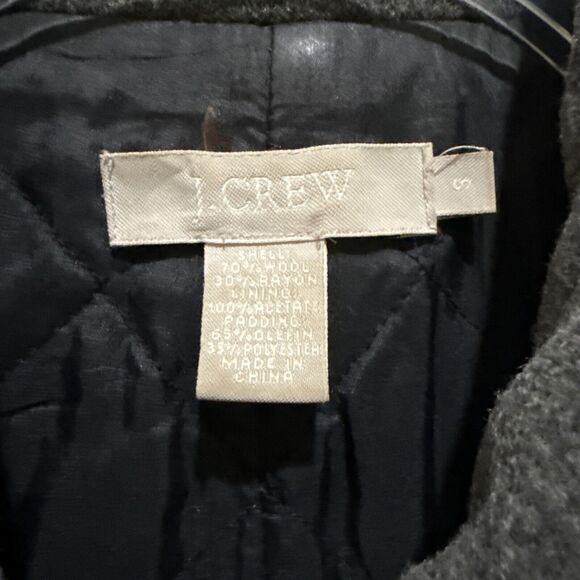 J.CREW
S
SHELL:
70% WOOL
30% RAYON
LINING:
100% ACETATE
PADDING:
65% OLEFIN
35% POLYESTER
MADE IN
CHINA